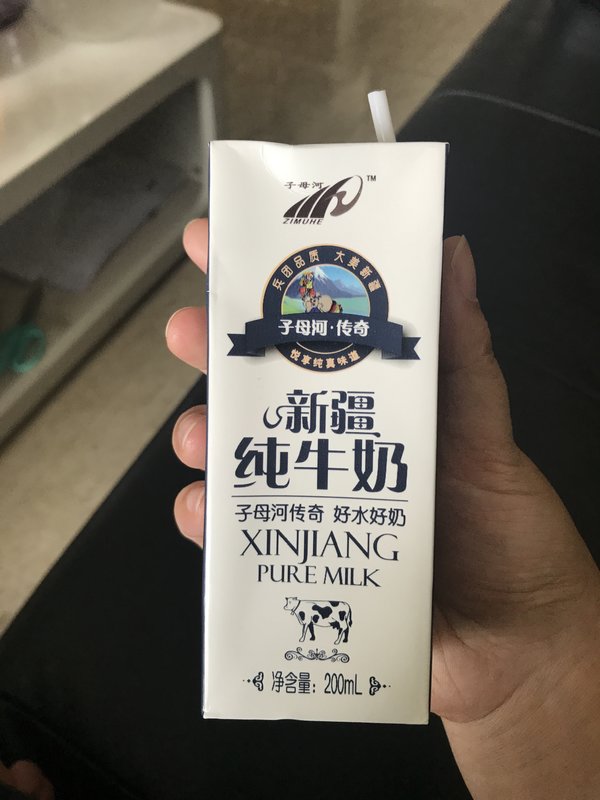 子母河 TM
ZIMUHE
兵团品质 大美新疆
子母河·传奇
悦享纯真味道
新疆
纯牛奶
子母河传奇 好水好奶
XINJIANG
PURE MILK
净含量：200mL